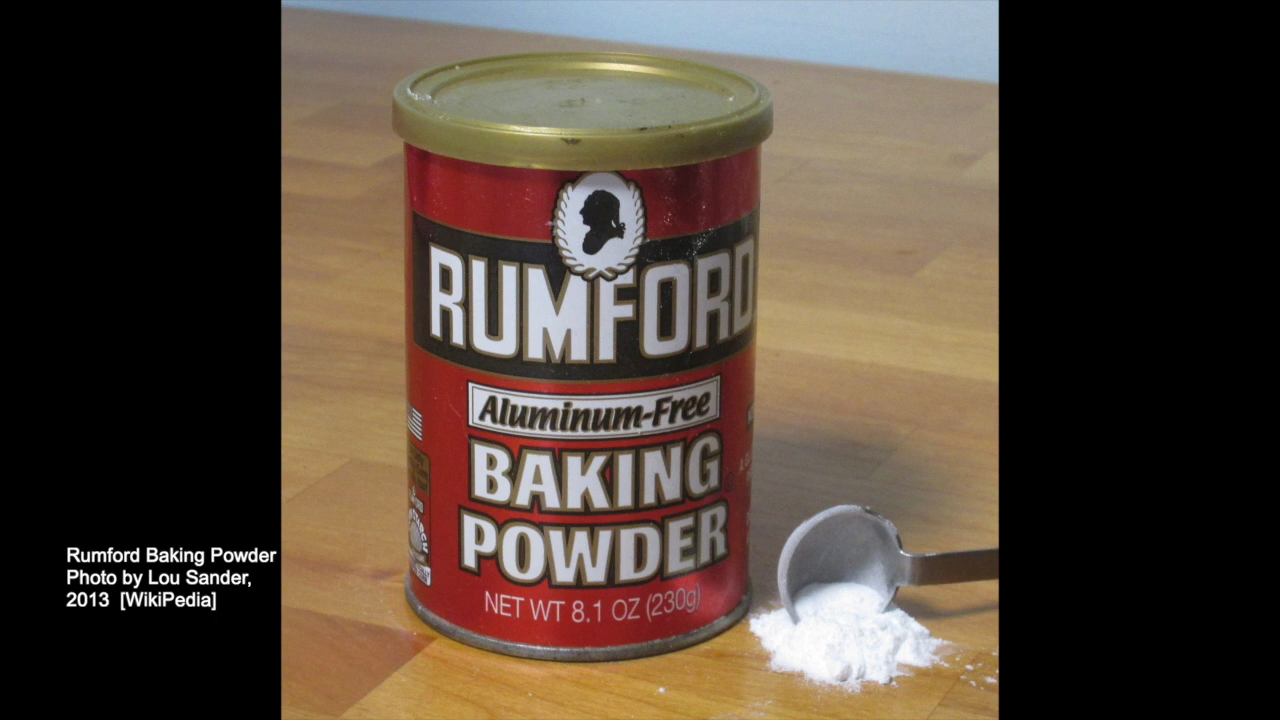 RUMFORD
Aluminum-Free
BAKING
POWDER
NET WT 8.1 OZ (230g)
Rumford Baking Powder
Photo by Lou Sander,
2013 [WikiPedia]